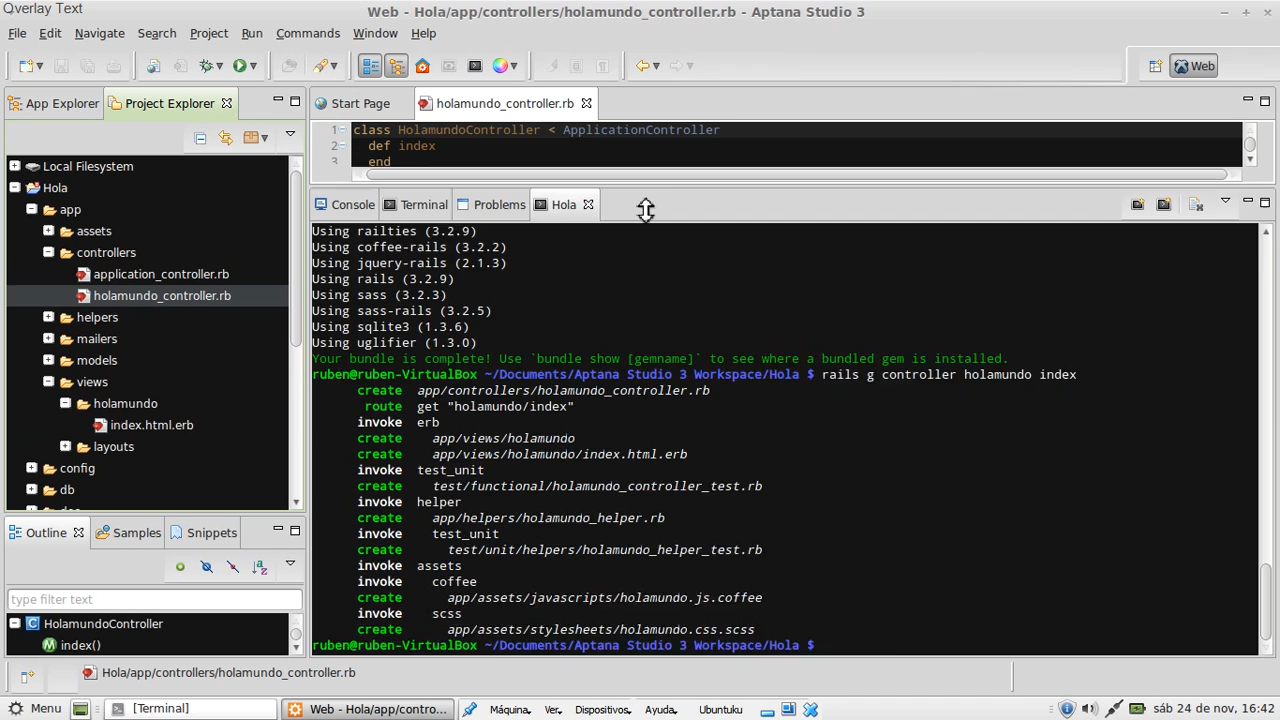 Qverlay Text
Web - Hola/app/controllers/holamundo_controller.rb - Aptana Studio 3
File Edit Navigate Search Project Run Commands Window Help
Web
App Explorer Project Explorer
Start Page holamundo_controller.rb
Local Filesystem
Hola
app
assets
controllers
application_controller.rb
holamundo_controller.rb
helpers
mailers
models
views
holamundo
index.html.erb
layouts
config
db
1 class HolamundoController < ApplicationController
2 def index
3 end
Console Terminal Problems Hola
Using railties (3.2.9)
Using coffee-rails (3.2.2)
Using jquery-rails (2.1.3)
Using rails (3.2.9)
Using sass (3.2.3)
Using sass-rails (3.2.5)
Using sqlite3 (1.3.6)
Using uglifier (1.3.0)
Your bundle is complete! Use `bundle show [gemname]` to see where a bundled gem is installed.
ruben@ruben-VirtualBox ~/Documents/Aptana Studio 3 Workspace/Hola $ rails g controller holamundo index
create app/controllers/holamundo_controller.rb
route get "holamundo/index"
invoke erb
create app/views/holamundo
create app/views/holamundo/index.html.erb
invoke test_unit
create test/functional/holamundo_controller_test.rb
invoke helper
create app/helpers/holamundo_helper.rb
invoke test_unit
create test/unit/helpers/holamundo_helper_test.rb
invoke assets
invoke coffee
create app/assets/javascripts/holamundo.js.coffee
invoke scss
create app/assets/stylesheets/holamundo.css.scss
ruben@ruben-VirtualBox ~/Documents/Aptana Studio 3 Workspace/Hola $
Outline Samples Snippets
type filter text
HolamundoController
index()
Hola/app/controllers/holamundo_controller.rb
Menu [Terminal] Web - Hola/app/contro... Máquina Ver Dispositivos Ayuda Ubuntuku sáb 24 de nov, 16:42